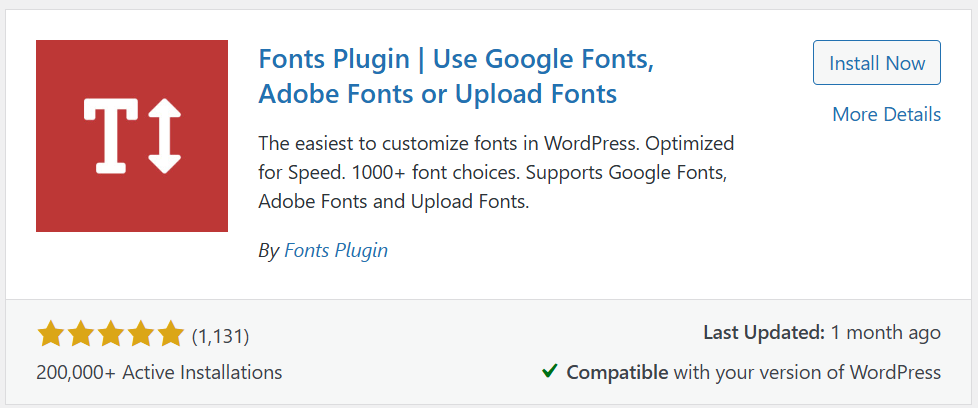 Fonts Plugin | Use Google Fonts,
Adobe Fonts or Upload Fonts
Install Now
More Details
The easiest to customize fonts in WordPress. Optimized
for Speed. 1000+ font choices. Supports Google Fonts,
Adobe Fonts and Upload Fonts.
By Fonts Plugin
(1,131)
200,000+ Active Installations
Last Updated: 1 month ago
Compatible with your version of WordPress